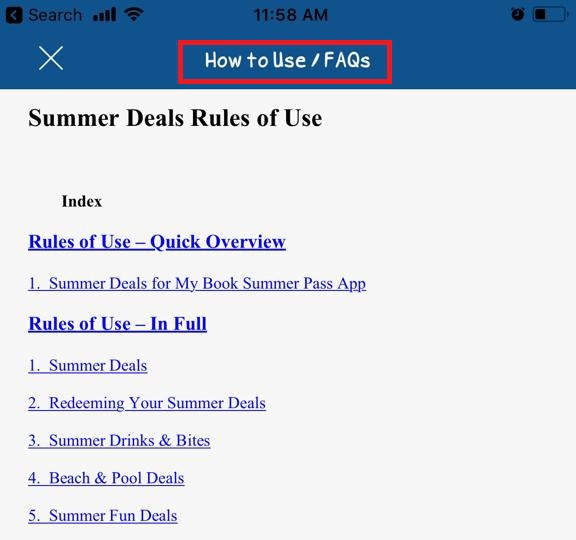 Search 11:58 AM
How to Use / FAQs
Summer Deals Rules of Use
Index
Rules of Use – Quick Overview
1. Summer Deals for My Book Summer Pass App
Rules of Use – In Full
1. Summer Deals
2. Redeeming Your Summer Deals
3. Summer Drinks & Bites
4. Beach & Pool Deals
5. Summer Fun Deals